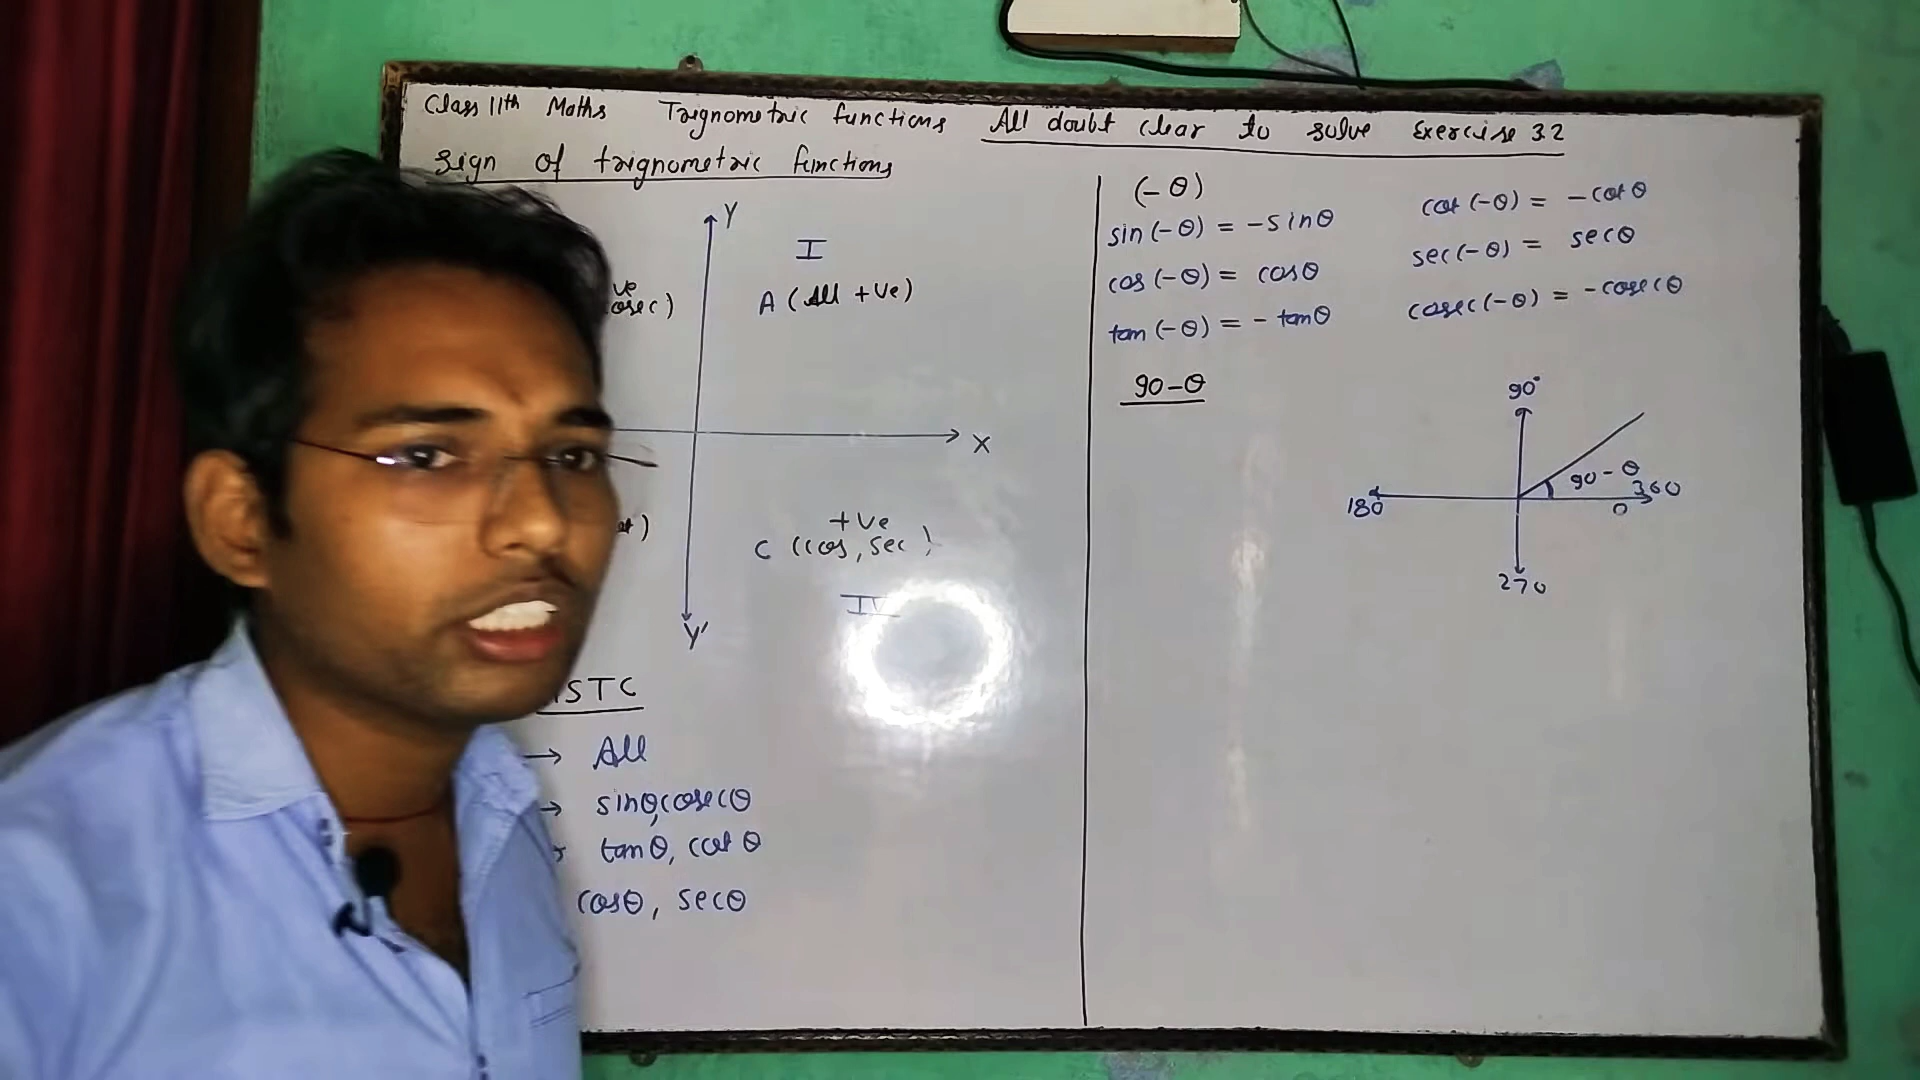 Class 11th Maths Trignometric functions All doubt clear to solve Exercise 3.2
Sign of trignometric functions
Y
I
ve
cosec)
A (All +ve)
X
+ve
C (cos, sec)
IV
Y'
STC
→ All
→ sinθ, cosecθ
tanθ, cotθ
cosθ, secθ
(-θ)
sin(-θ) = -sinθ
cos(-θ) = cosθ
tan(-θ) = -tanθ
cot(-θ) = -cotθ
sec(-θ) = secθ
cosec(-θ) = -cosecθ
90-θ
90°
90-θ
180
360
0
270